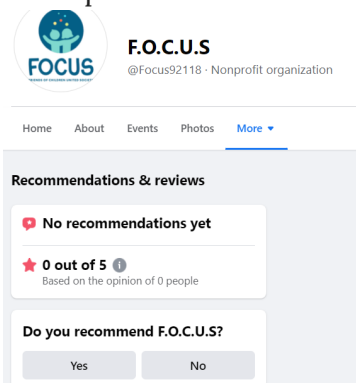 FOCUS
F.O.C.U.S
@Focus92118 · Nonprofit organization
Home About Events Photos More
Recommendations & reviews
No recommendations yet
0 out of 5
Based on the opinion of 0 people
Do you recommend F.O.C.U.S?
Yes No